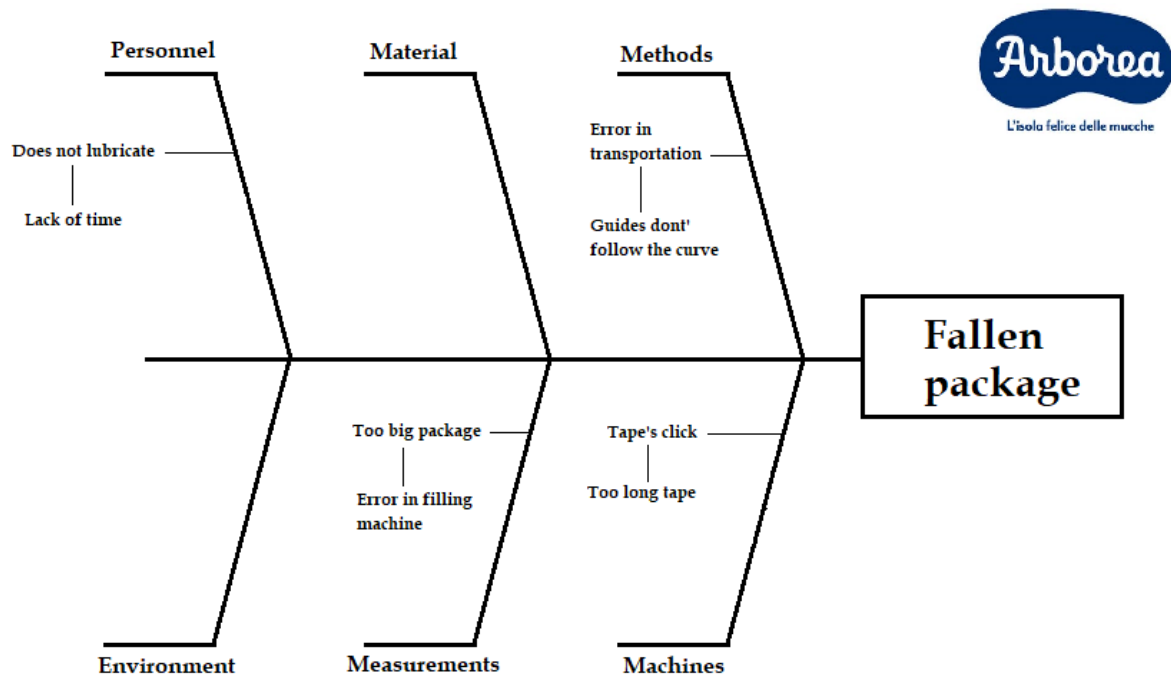 Personnel
Material
Methods
Arborea
L'isola felice delle mucche
Does not lubricate
Lack of time
Error in
transportation
Guides dont'
follow the curve
Fallen
package
Too big package
Error in filling
machine
Tape's click
Too long tape
Environment
Measurements
Machines